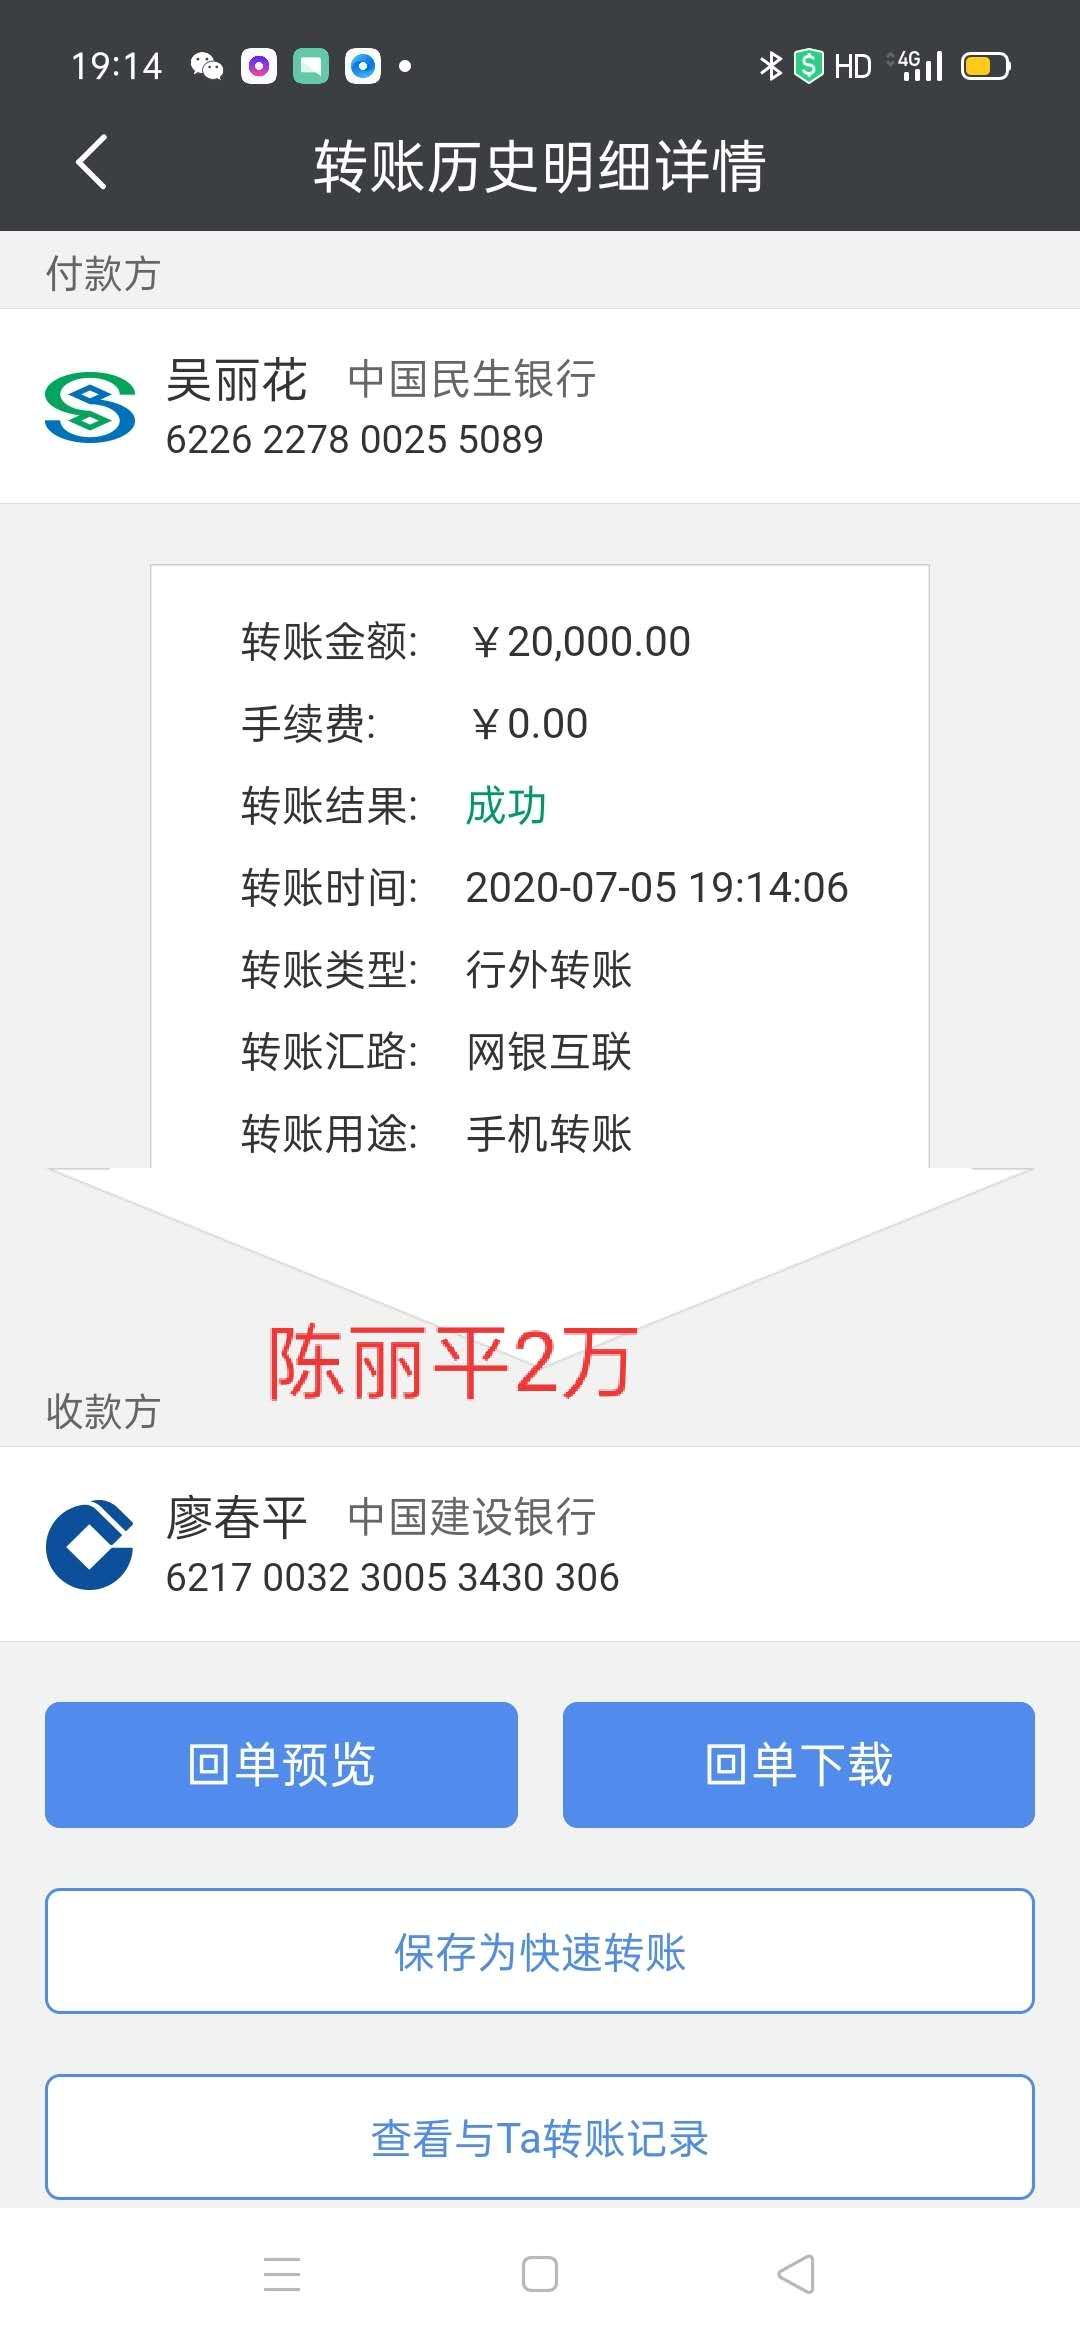 19:14 HD 4G
转账历史明细详情
付款方
吴丽花 中国民生银行
6226 2278 0025 5089
转账金额: ￥20,000.00
手续费: ￥0.00
转账结果: 成功
转账时间: 2020-07-05 19:14:06
转账类型: 行外转账
转账汇路: 网银互联
转账用途: 手机转账
陈丽平2万
收款方
廖春平 中国建设银行
6217 0032 3005 3430 306
回单预览 回单下载
保存为快速转账
查看与Ta转账记录